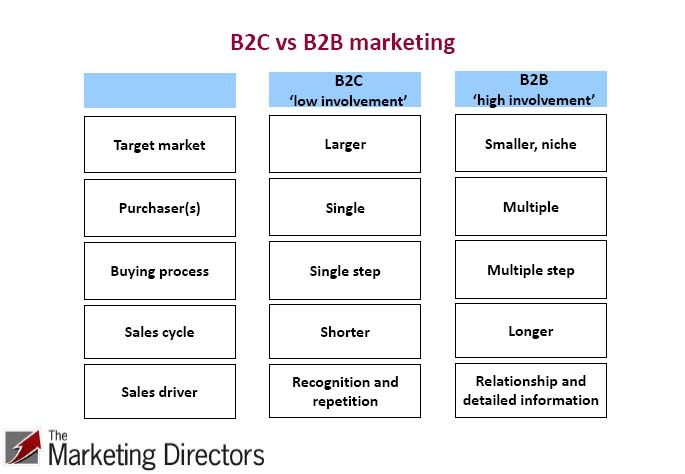 B2C vs B2B marketing
B2C
'low involvement'
B2B
'high involvement'
Target market
Larger
Smaller, niche
Purchaser(s)
Single
Multiple
Buying process
Single step
Multiple step
Sales cycle
Shorter
Longer
Sales driver
Recognition and
repetition
Relationship and
detailed information
The
Marketing Directors